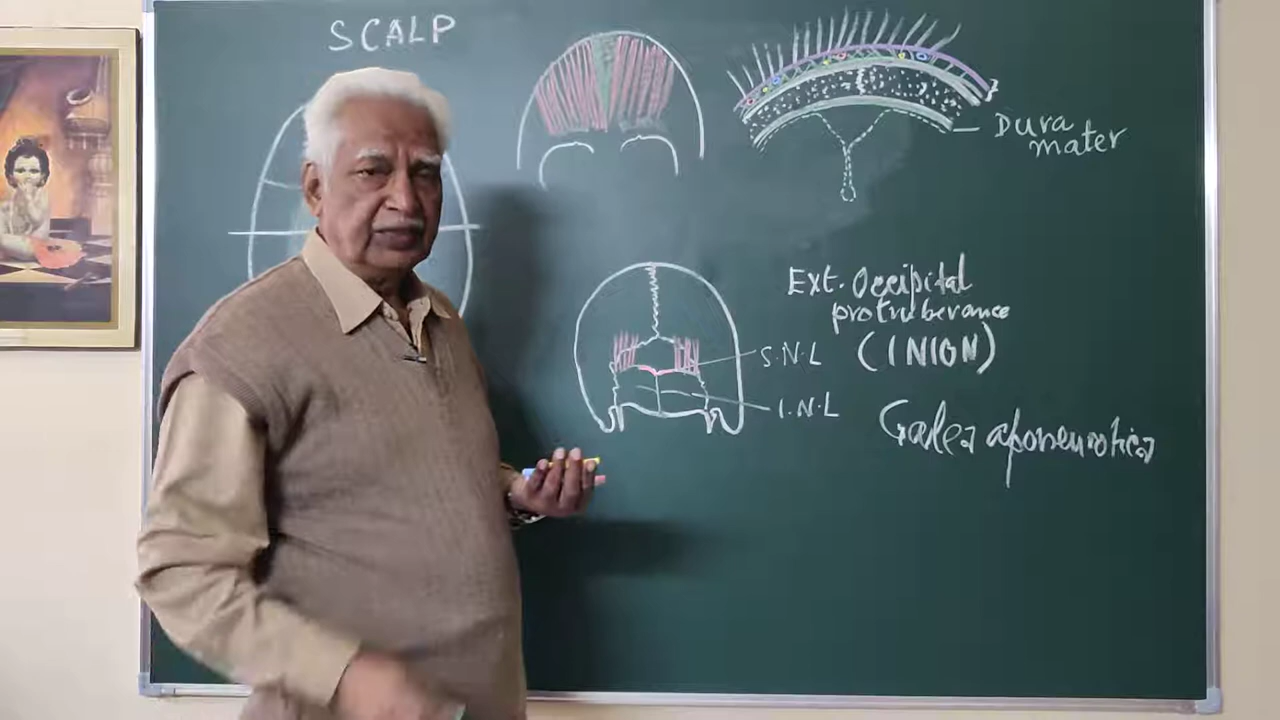 SCALP
Dura
mater
Ext. Occipital
protuberance
(INION)
S.N.L
I.N.L
Galea aponeurotica